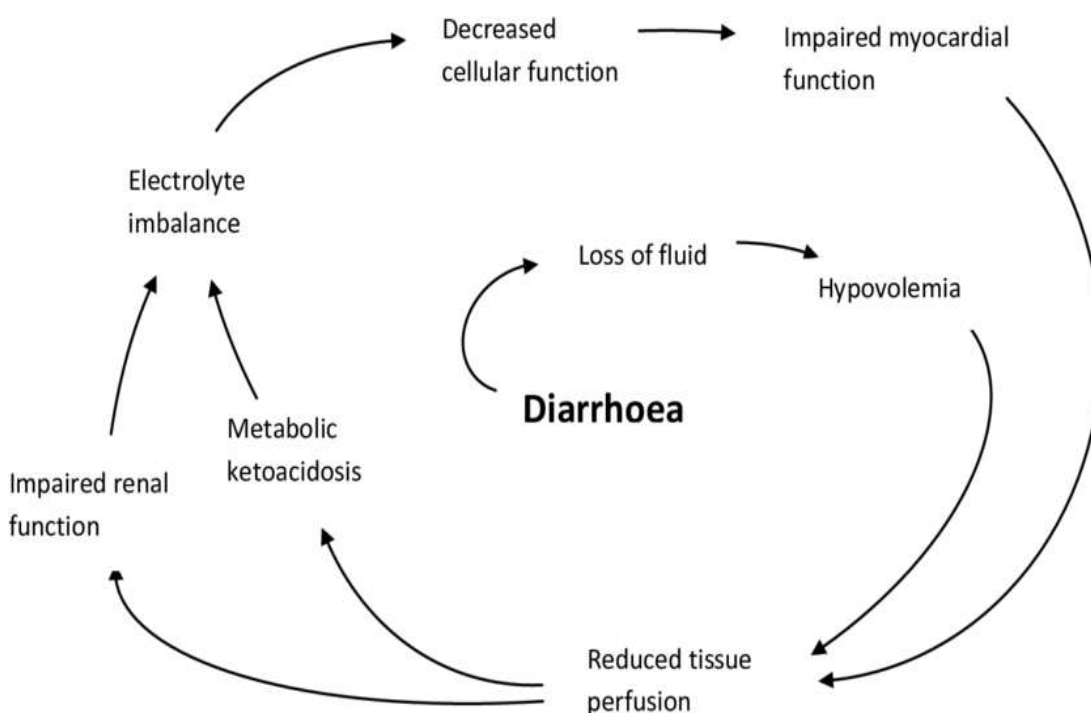 Decreased
cellular function
Impaired myocardial
function
Electrolyte
imbalance
Loss of fluid
Hypovolemia
Diarrhoea
Metabolic
ketoacidosis
Impaired renal
function
Reduced tissue
perfusion